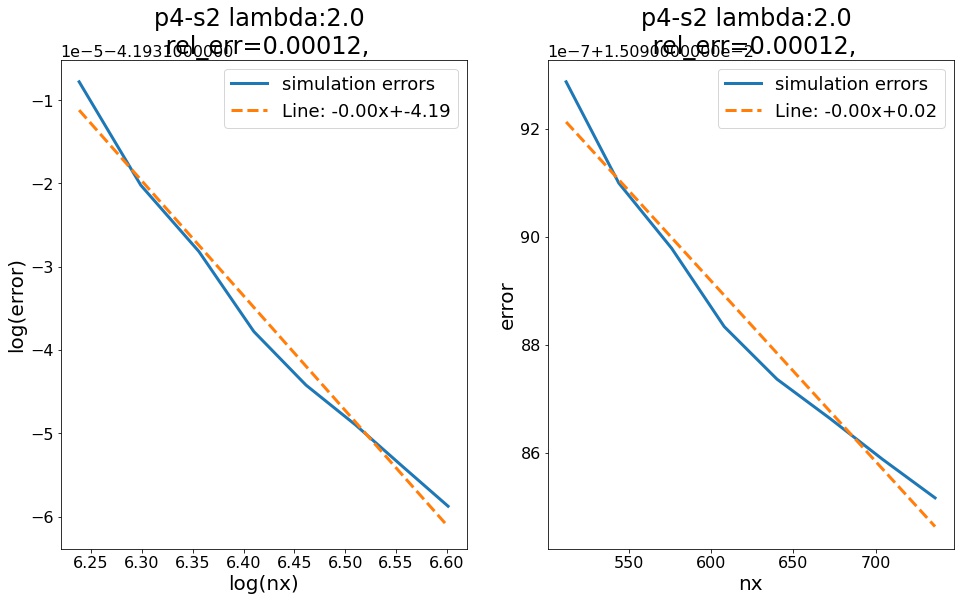 p4-s2 lambda:2.0
rel_err=0.00012,
1e−5−4.1931000000
simulation errors
Line: -0.00x+-4.19
−1
−2
−3
−4
−5
−6
log(error)
6.25
6.30
6.35
6.40
6.45
6.50
6.55
6.60
log(nx)
p4-s2 lambda:2.0
rel_err=0.00012,
1e−7+1.5090000000e−2
simulation errors
Line: -0.00x+0.02
92
90
88
86
error
550
600
650
700
nx